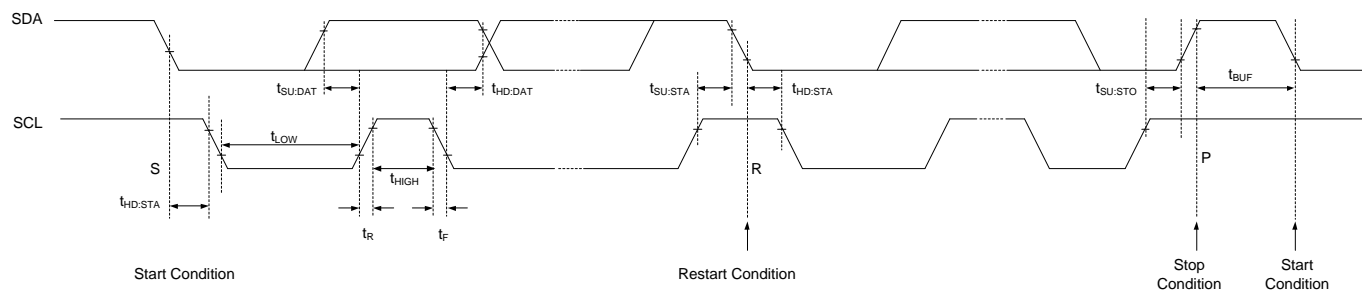 SDA
tSU:DAT
tHD:DAT
tSU:STA
tHD:STA
tSU:STO
tBUF
SCL
tLOW
S
tHIGH
R
P
tHD:STA
tR
tF
Start Condition
Restart Condition
Stop
Condition
Start
Condition